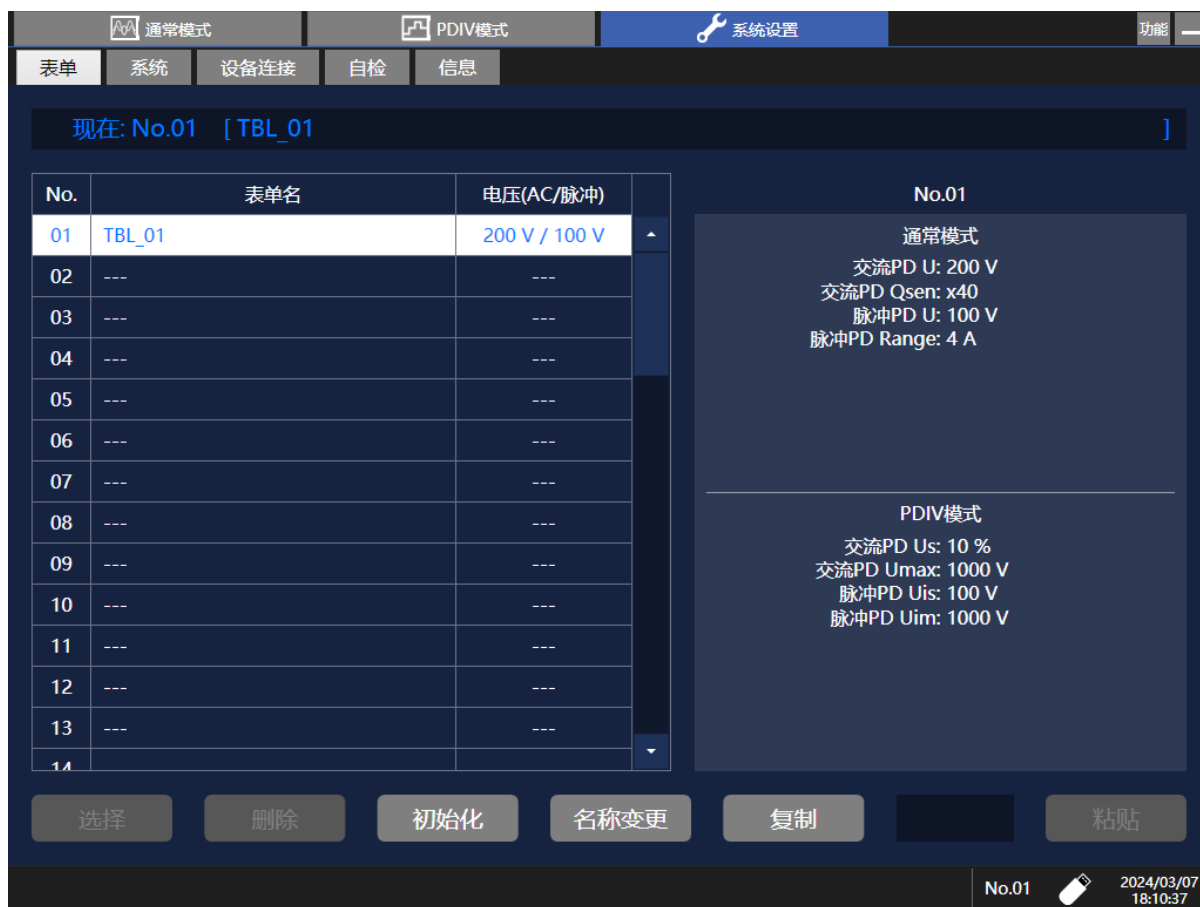 通常模式 PDIV模式 系统设置 功能
表单 系统 设备连接 自检 信息
现在: No.01 [ TBL_01 ]
No. 表单名 电压(AC/脉冲)
01 TBL_01 200 V / 100 V
02 --- ---
03 --- ---
04 --- ---
05 --- ---
06 --- ---
07 --- ---
08 --- ---
09 --- ---
10 --- ---
11 --- ---
12 --- ---
13 --- ---
14
No.01
通常模式
交流PD U: 200 V
交流PD Qsen: x40
脉冲PD U: 100 V
脉冲PD Range: 4 A
PDIV模式
交流PD Us: 10 %
交流PD Umax: 1000 V
脉冲PD Uis: 100 V
脉冲PD Uim: 1000 V
选择 删除 初始化 名称变更 复制 粘贴
No.01 2024/03/07
18:10:37